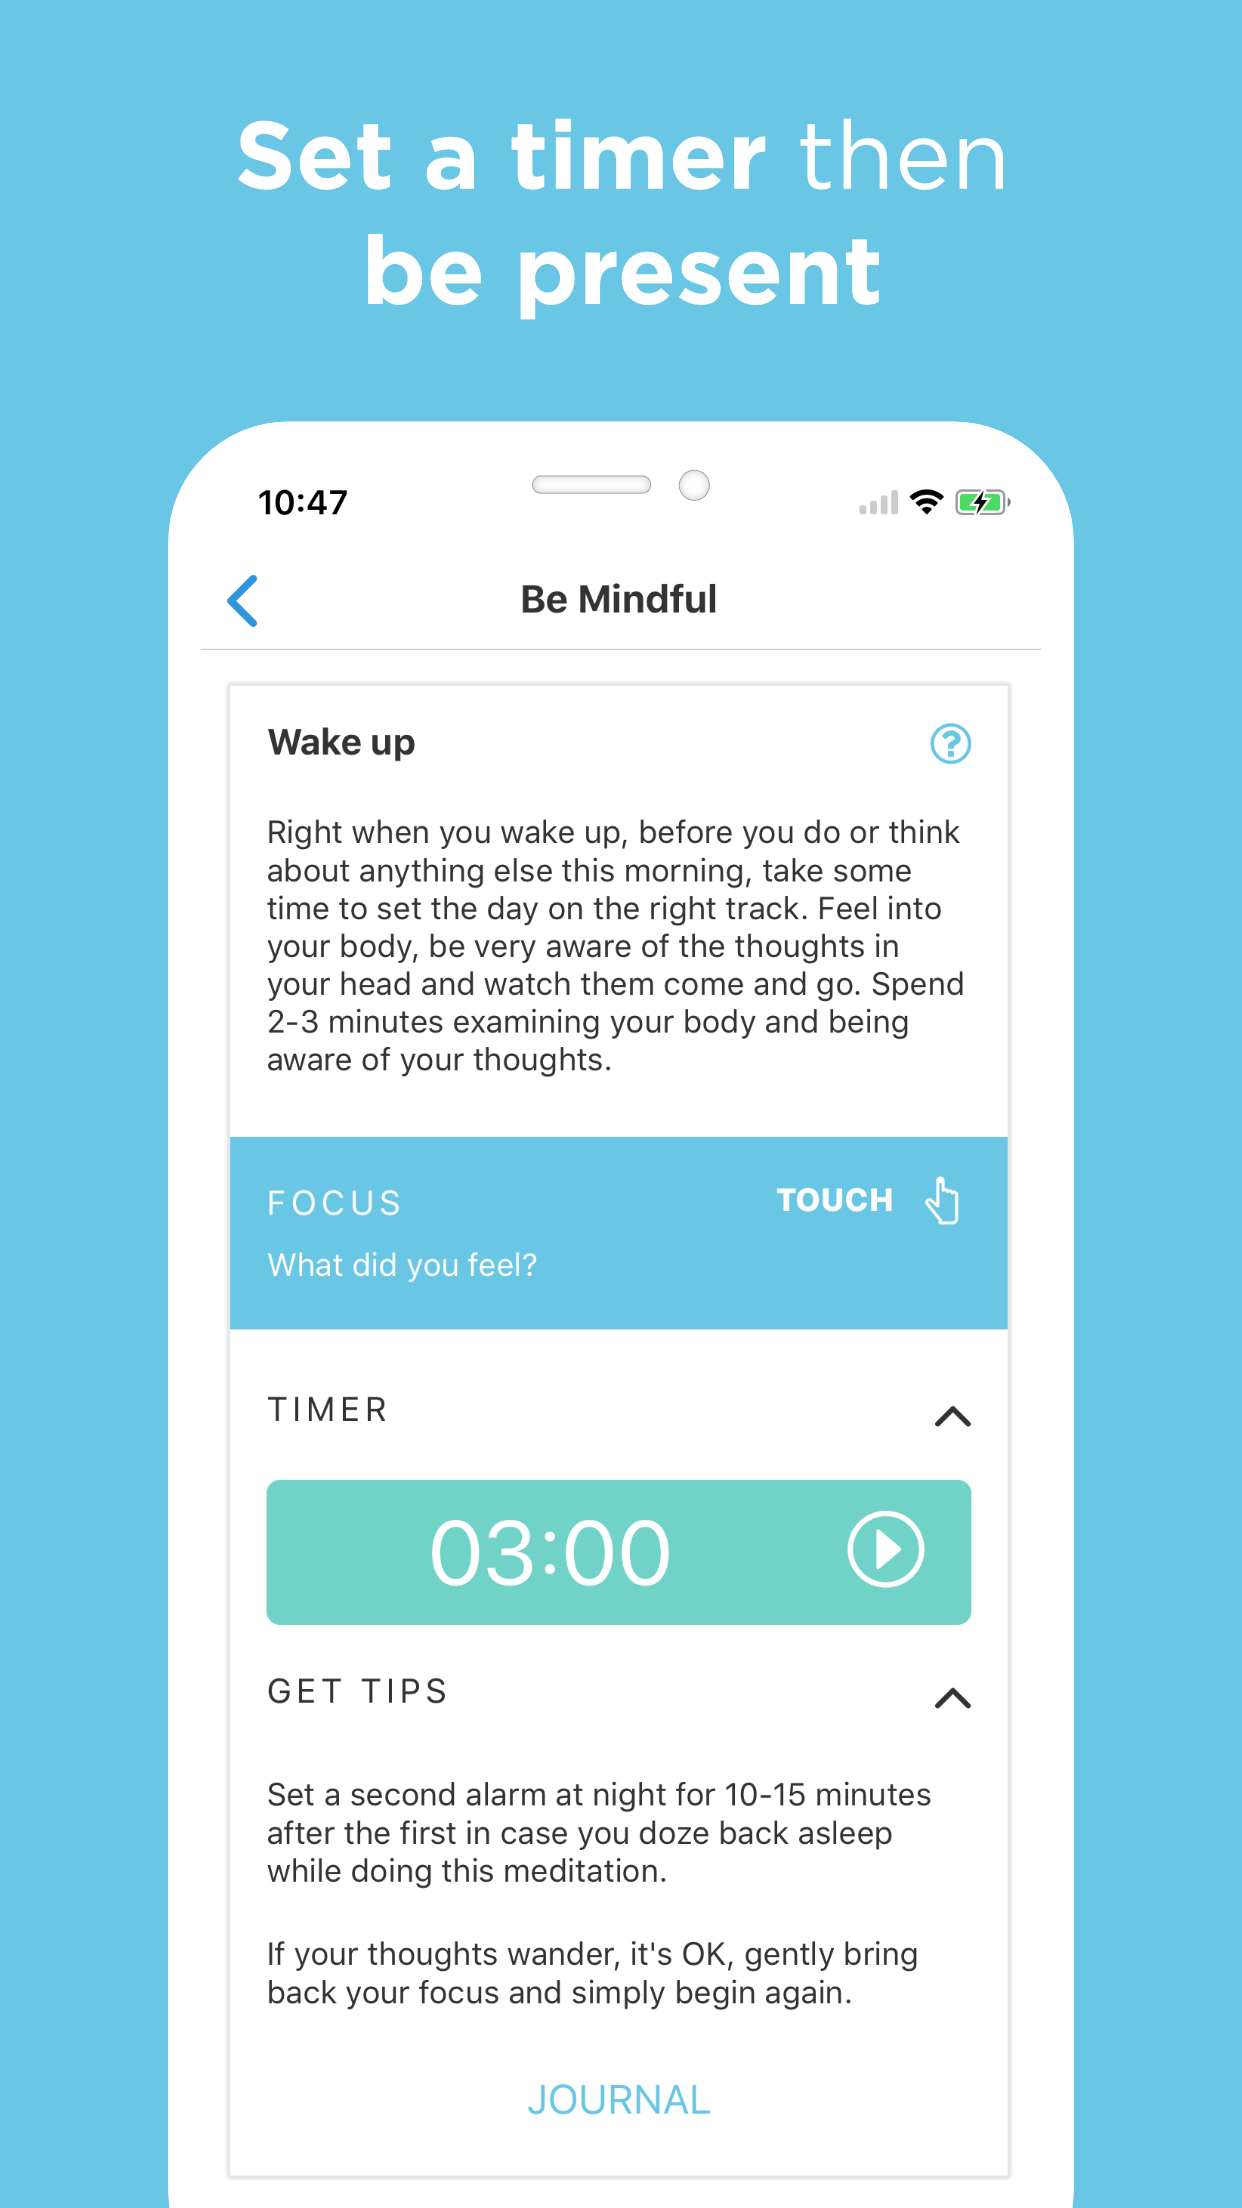 Set a timer then
be present
10:47
Be Mindful
Wake up
?
Right when you wake up, before you do or think
about anything else this morning, take some
time to set the day on the right track. Feel into
your body, be very aware of the thoughts in
your head and watch them come and go. Spend
2-3 minutes examining your body and being
aware of your thoughts.
FOCUS
TOUCH
What did you feel?
TIMER
03:00
GET TIPS
Set a second alarm at night for 10-15 minutes
after the first in case you doze back asleep
while doing this meditation.
If your thoughts wander, it's OK, gently bring
back your focus and simply begin again.
JOURNAL